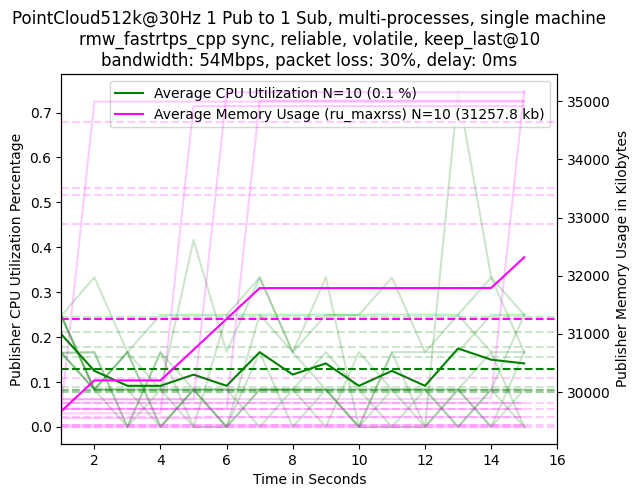 PointCloud512k@30Hz 1 Pub to 1 Sub, multi-processes, single machine
rmw_fastrtps_cpp sync, reliable, volatile, keep_last@10
bandwidth: 54Mbps, packet loss: 30%, delay: 0ms
Average CPU Utilization N=10 (0.1 %)
Average Memory Usage (ru_maxrss) N=10 (31257.8 kb)
Publisher CPU Utilization Percentage
0.7
0.6
0.5
0.4
0.3
0.2
0.1
0.0
35000
34000
33000
32000
31000
30000
Publisher Memory Usage in Kilobytes
2 4 6 8 10 12 14 16
Time in Seconds